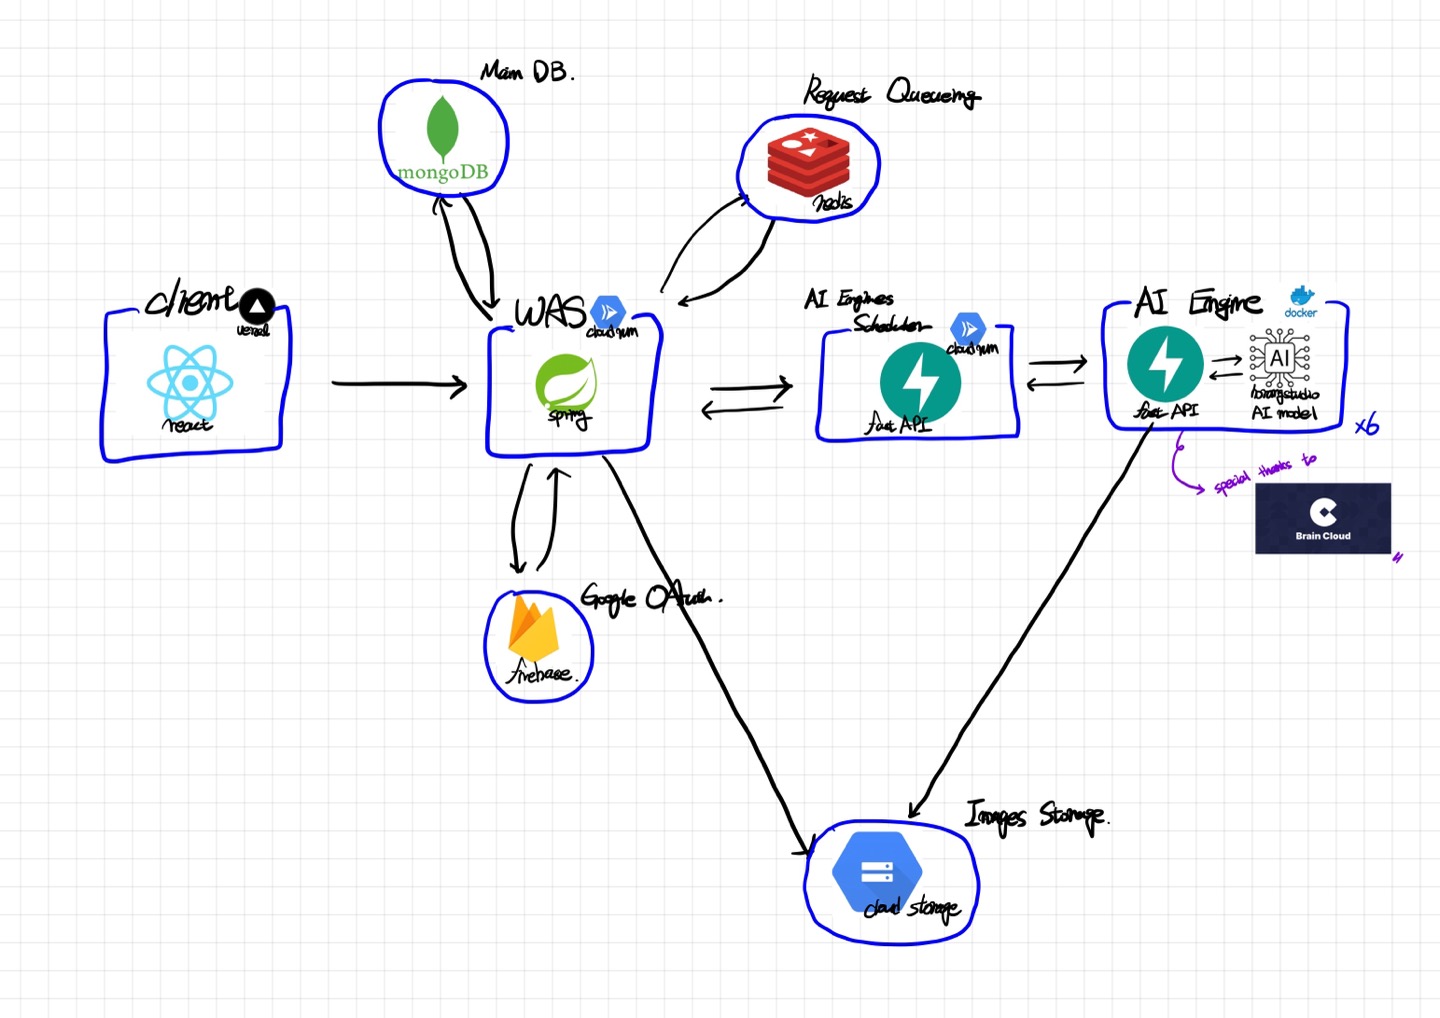 Main DB.
mongoDB
Request Queueing
redis
client
vercel
react
WAS
cloud run
spring
AI Engines
Scheduler
cloud run
fast API
AI Engine
docker
AI
fast API
AI model
x6
special thanks to
Brain Cloud
Google OAuth.
firebase.
Images Storage.
cloud storage